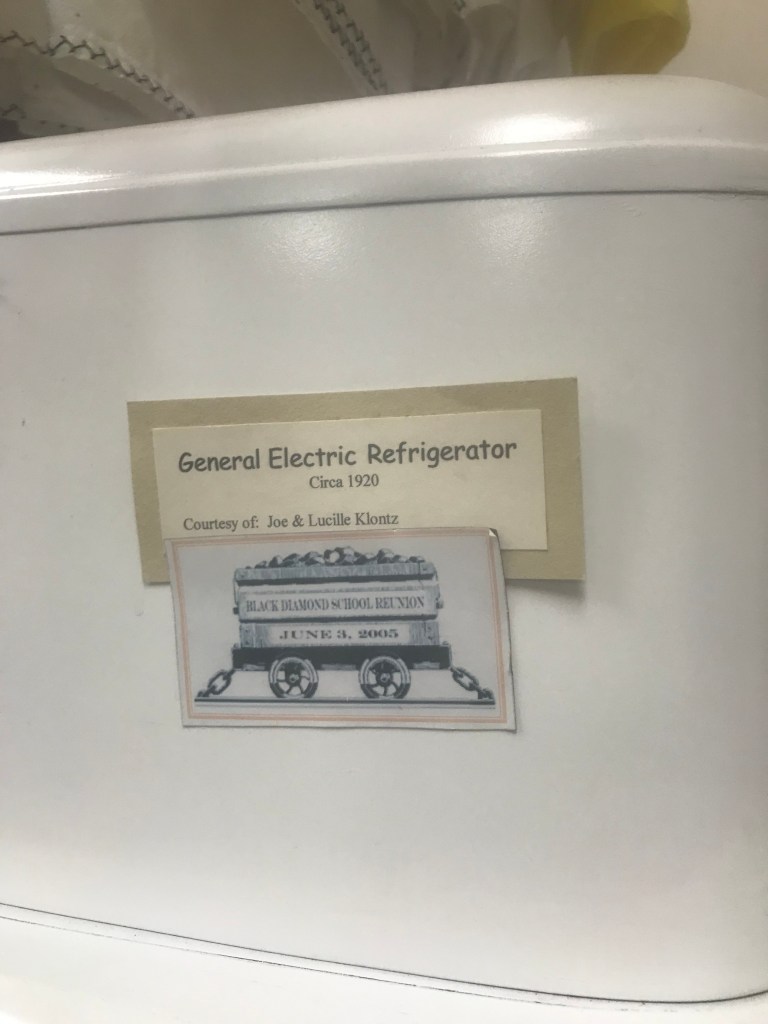 General Electric Refrigerator
Circa 1920
Courtesy of: Joe & Lucille Klontz
BLACK DIAMOND SCHOOL REUNION
JUNE 3, 2005